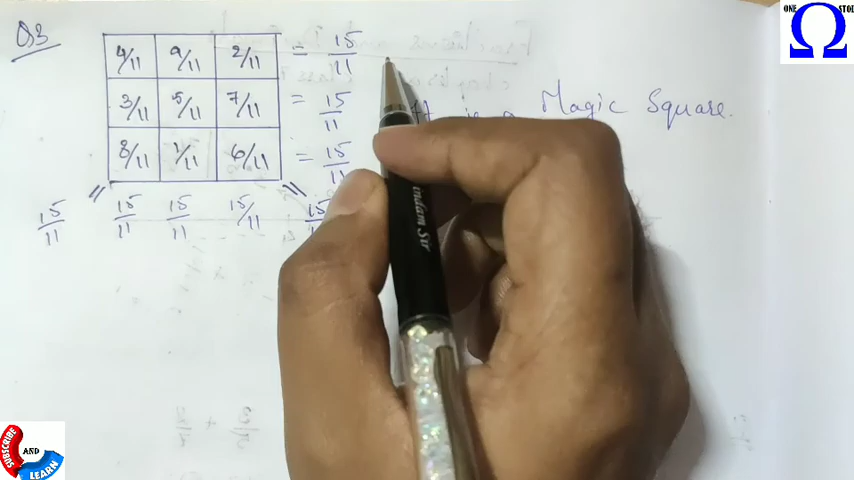 ONE STOP
Q3
4/11 9/11 2/11 = 15/11
3/11 5/11 7/11 = 15/11
Magic Square.
8/11 1/11 6/11 = 15/11
15/11 15/11 15/11 15/11 15
SUBSCRIBE
AND
LEARN